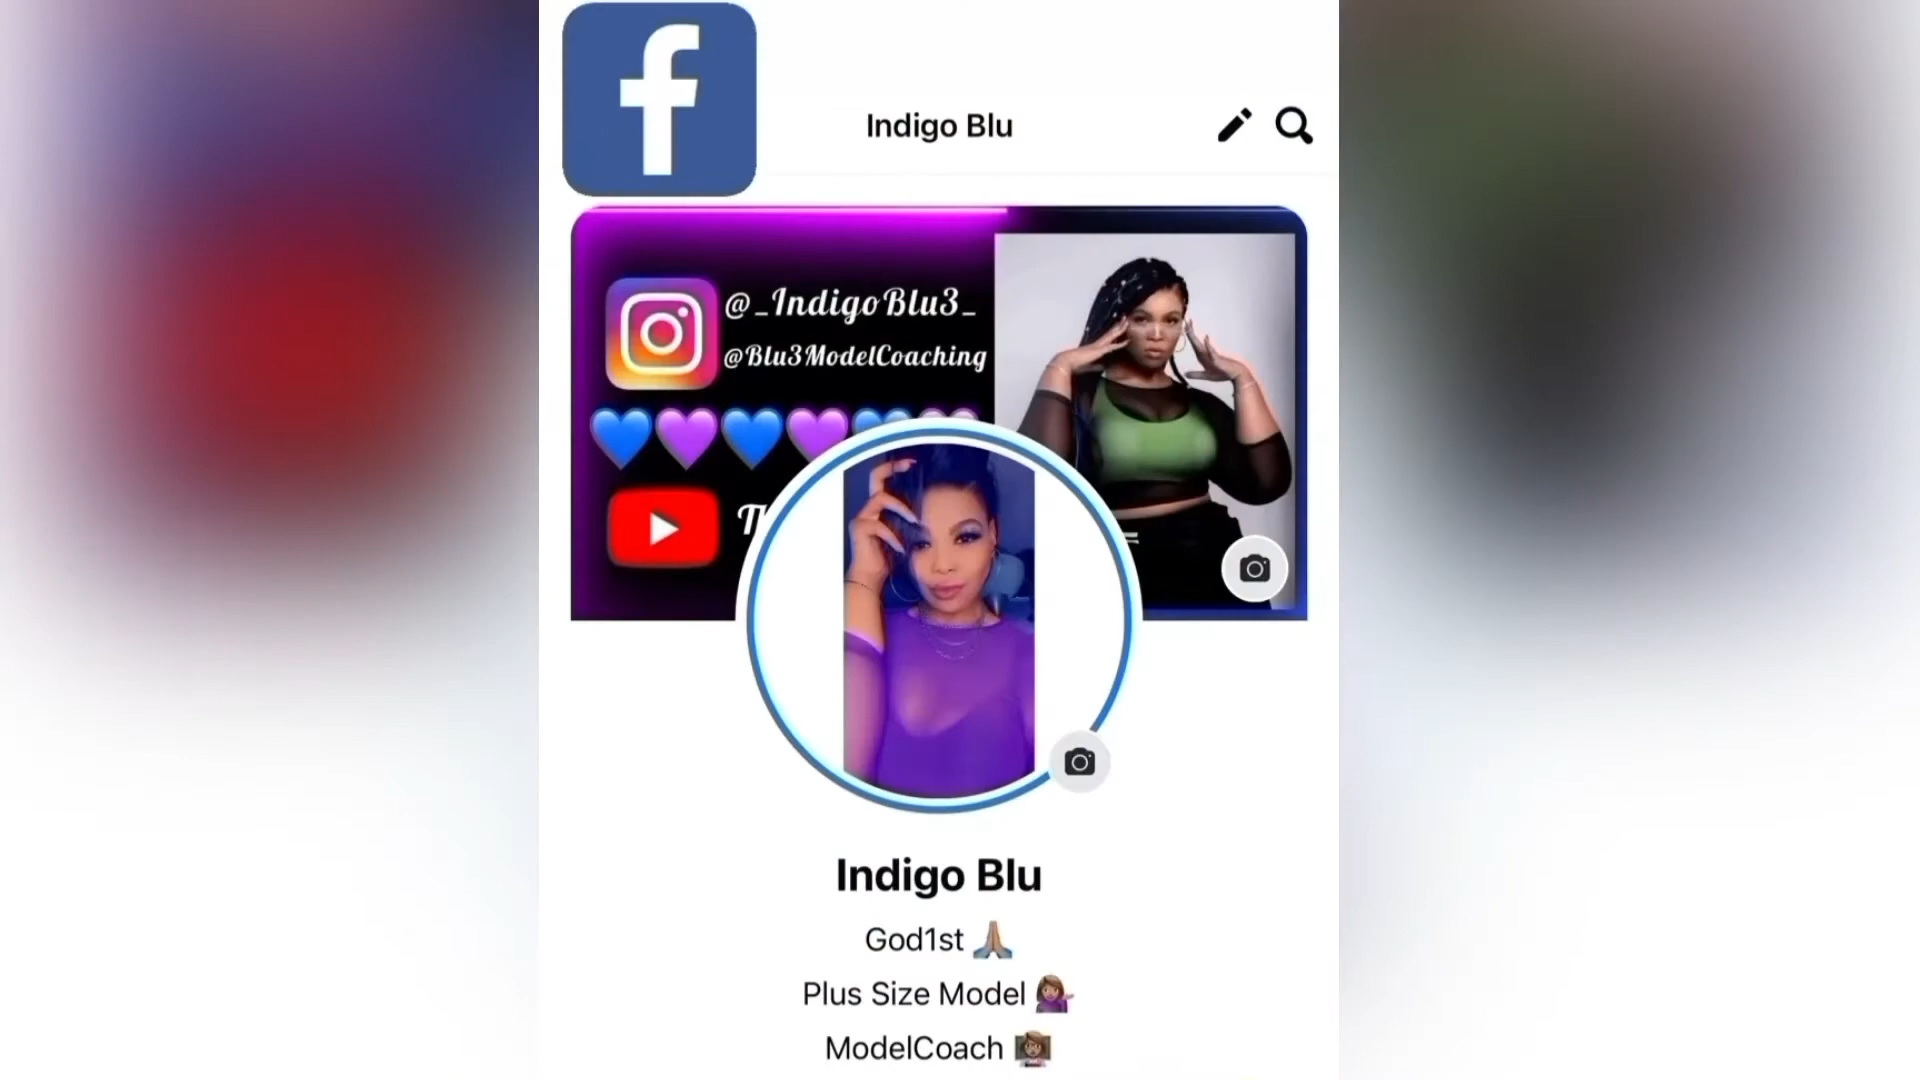 f
Indigo Blu
@_IndigoBlu3_
@Blu3ModelCoaching
Indigo Blu
God1st
Plus Size Model
ModelCoach